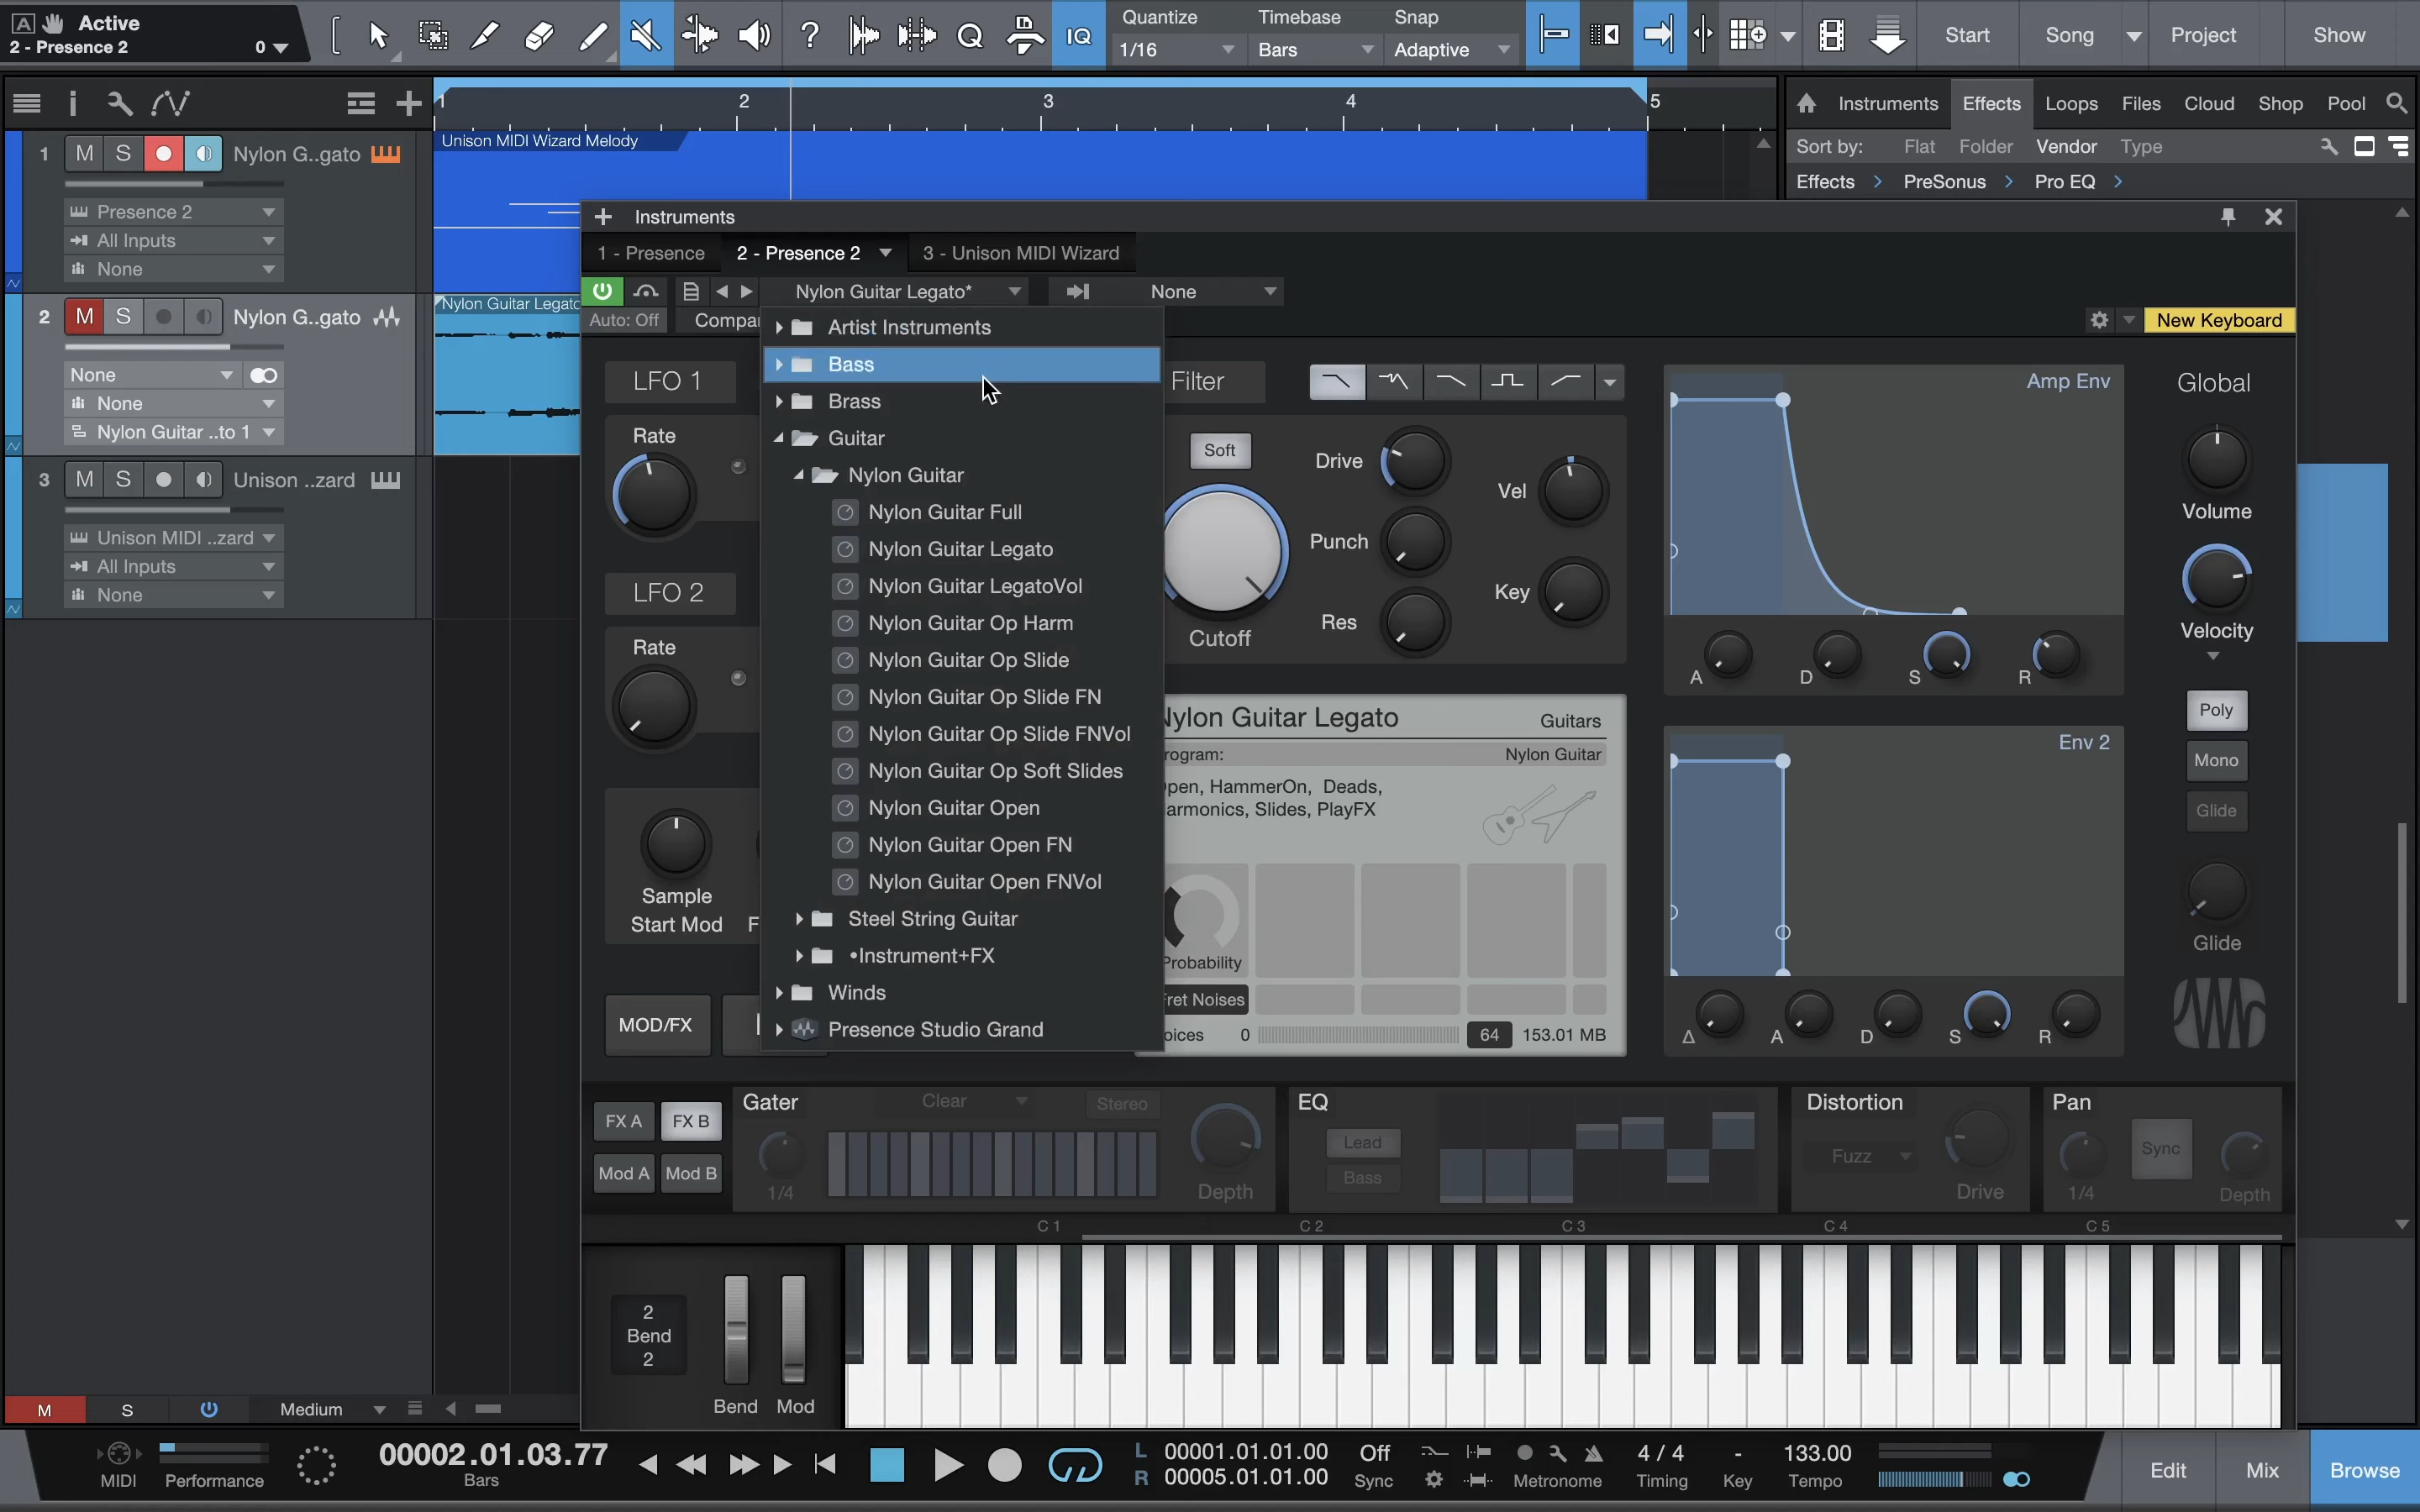 A Active
2 - Presence 2 0
IQ
Quantize
1/16
Timebase
Bars
Snap
Adaptive
Start
Song
Project
Show
1 2 3 4 5
Instruments Effects Loops Files Cloud Shop Pool
Sort by: Flat Folder Vendor Type
Effects > PreSonus > Pro EQ >
1 M S Nylon G..gato
Presence 2
All Inputs
None
Unison MIDI Wizard Melody
2 M S Nylon G..gato
None
None
Nylon Guitar ..to 1
3 M S Unison ..zard
Unison MIDI ..zard
All Inputs
None
Instruments
1 - Presence 2 - Presence 2 3 - Unison MIDI Wizard
Nylon Guitar Legato* None
Auto: Off
New Keyboard
Artist Instruments
Bass
Brass
Guitar
Nylon Guitar
Nylon Guitar Full
Nylon Guitar Legato
Nylon Guitar LegatoVol
Nylon Guitar Op Harm
Nylon Guitar Op Slide
Nylon Guitar Op Slide FN
Nylon Guitar Op Slide FNVol
Nylon Guitar Op Soft Slides
Nylon Guitar Open
Nylon Guitar Open FN
Nylon Guitar Open FNVol
Steel String Guitar
•Instrument+FX
Winds
Presence Studio Grand
LFO 1
Rate
LFO 2
Rate
Sample
Start Mod
MOD/FX
Filter
Soft
Cutoff
Drive
Punch
Res
Vel
Key
Nylon Guitar Legato Guitars
Nylon Guitar
HammerOn, Deads,
Slides, PlayFX
Probability
Noises
0 64 153.01 MB
Amp Env
A D S R
Env 2
Δ A D S R
Global
Volume
Velocity
Poly
Mono
Glide
Glide
FX A FX B
Mod A Mod B
Gater Clear Stereo
1/4 Depth
EQ
Lead
Bass
Distortion
Fuzz
Drive
Pan
Sync
1/4 Depth
C 1 C 2 C 3 C 4 C 5
2
Bend
2
Bend Mod
M S Medium
MIDI
Performance
00002.01.03.77
Bars
L 00001.01.01.00
R 00005.01.01.00
Off
Sync
Metronome
4 / 4
Timing
-
Key
133.00
Tempo
Edit
Mix
Browse